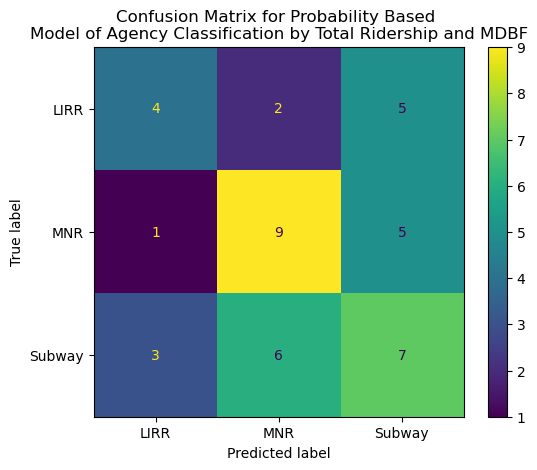 Confusion Matrix for Probability Based
Model of Agency Classification by Total Ridership and MDBF
True label
LIRR
4
2
5
MNR
1
9
5
Subway
3
6
7
LIRR
MNR
Subway
Predicted label
9
8
7
6
5
4
3
2
1